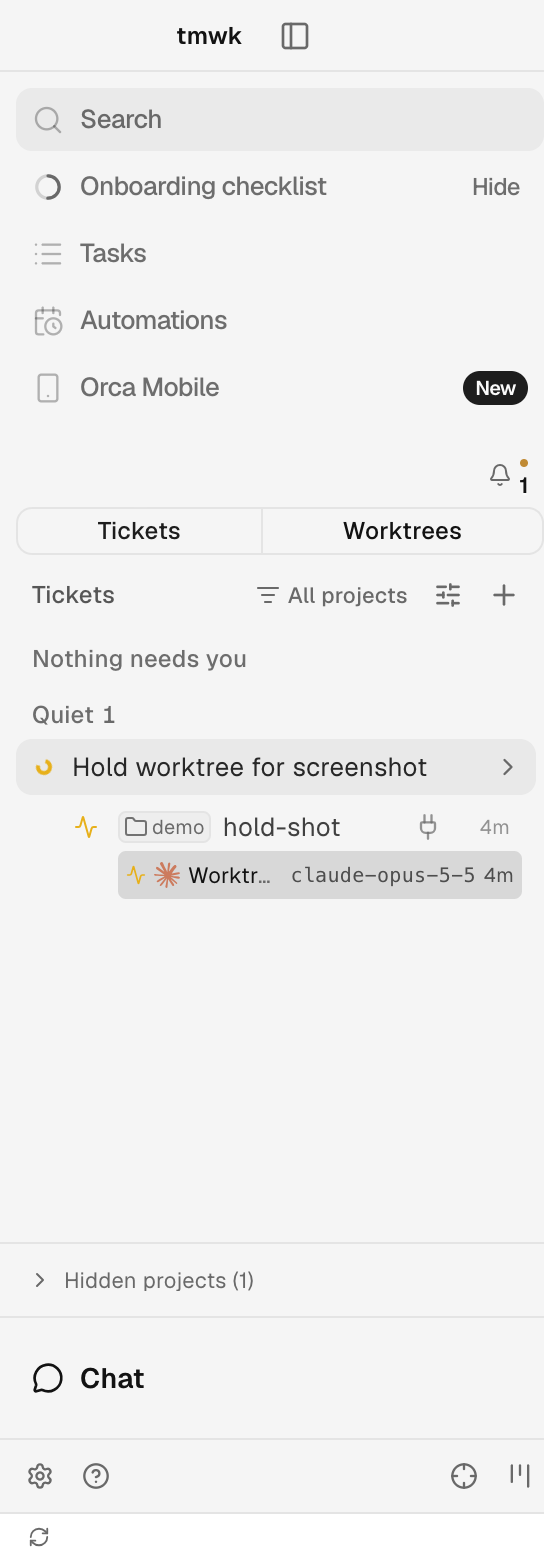 tmwk
Search
Onboarding checklist Hide
Tasks
Automations
Orca Mobile New
1
Tickets Worktrees
Tickets All projects
Nothing needs you
Quiet 1
Hold worktree for screenshot
demo hold-shot 4m
Worktr... claude-opus-5-5 4m
Hidden projects (1)
Chat